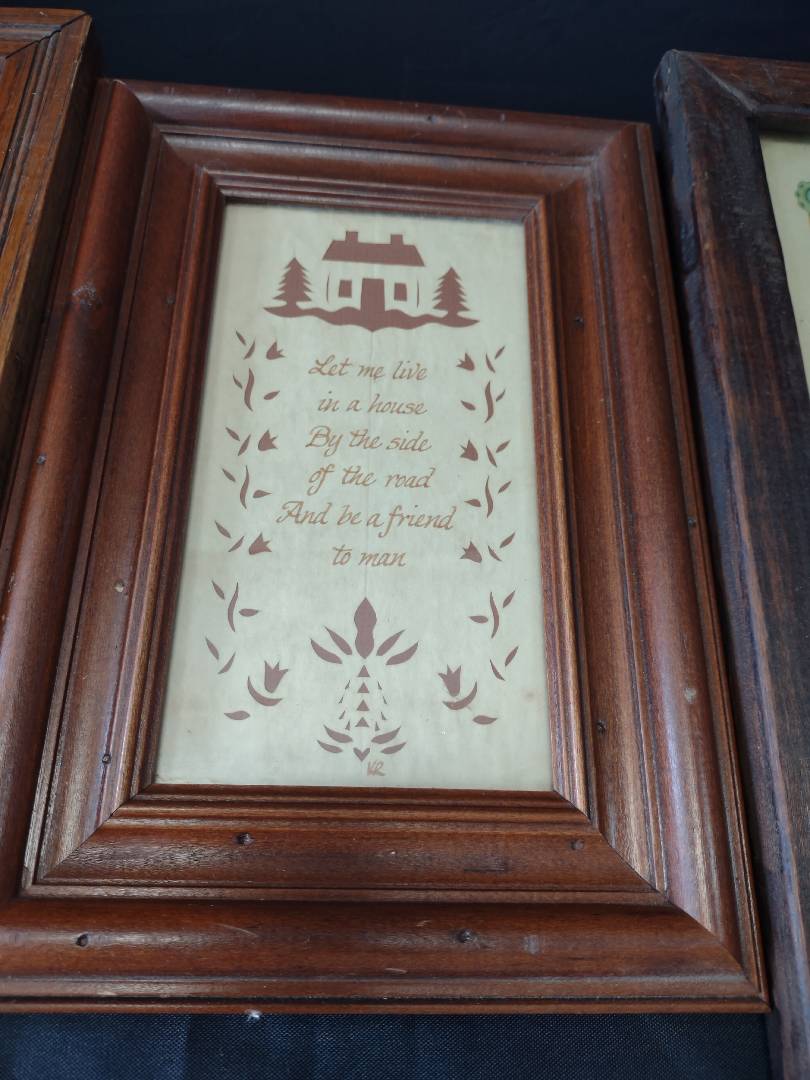 Let me live
in a house
By the side
of the road
And be a friend
to man
VR